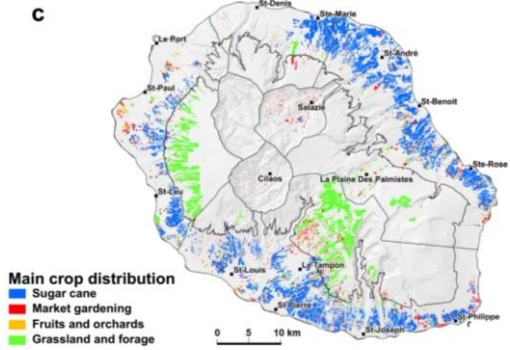 C
St-Denis
Ste-Marie
Le Port
St-André
St-Paul
Salazie
St-Benoit
Ste-Rose
Cilaos
La Plaine Des Palmistes
St-Leu
St-Louis
Le Tampon
St-Pierre
St-Joseph
St-Philippe
Main crop distribution
Sugar cane
Market gardening
Fruits and orchards
Grassland and forage
0 5 10 km